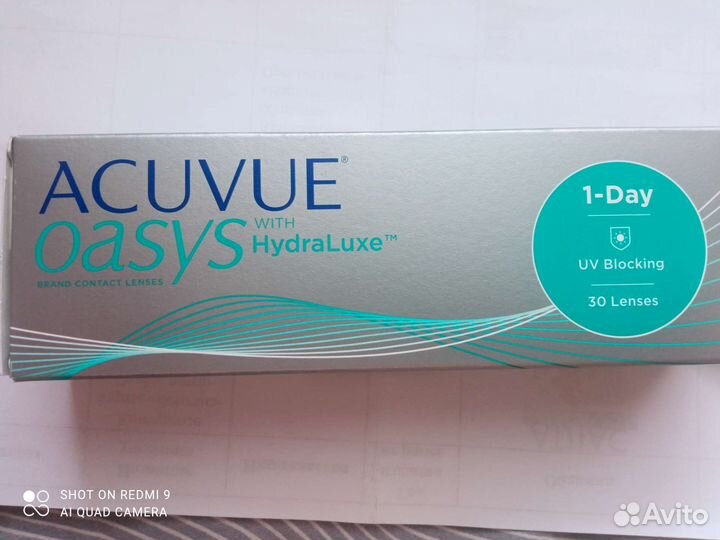 ACUVUE®
OASYS WITH HydraLuxe™
BRAND CONTACT LENSES
1-Day
UV Blocking
30 Lenses
SHOT ON REDMI 9
AI QUAD CAMERA
Avito